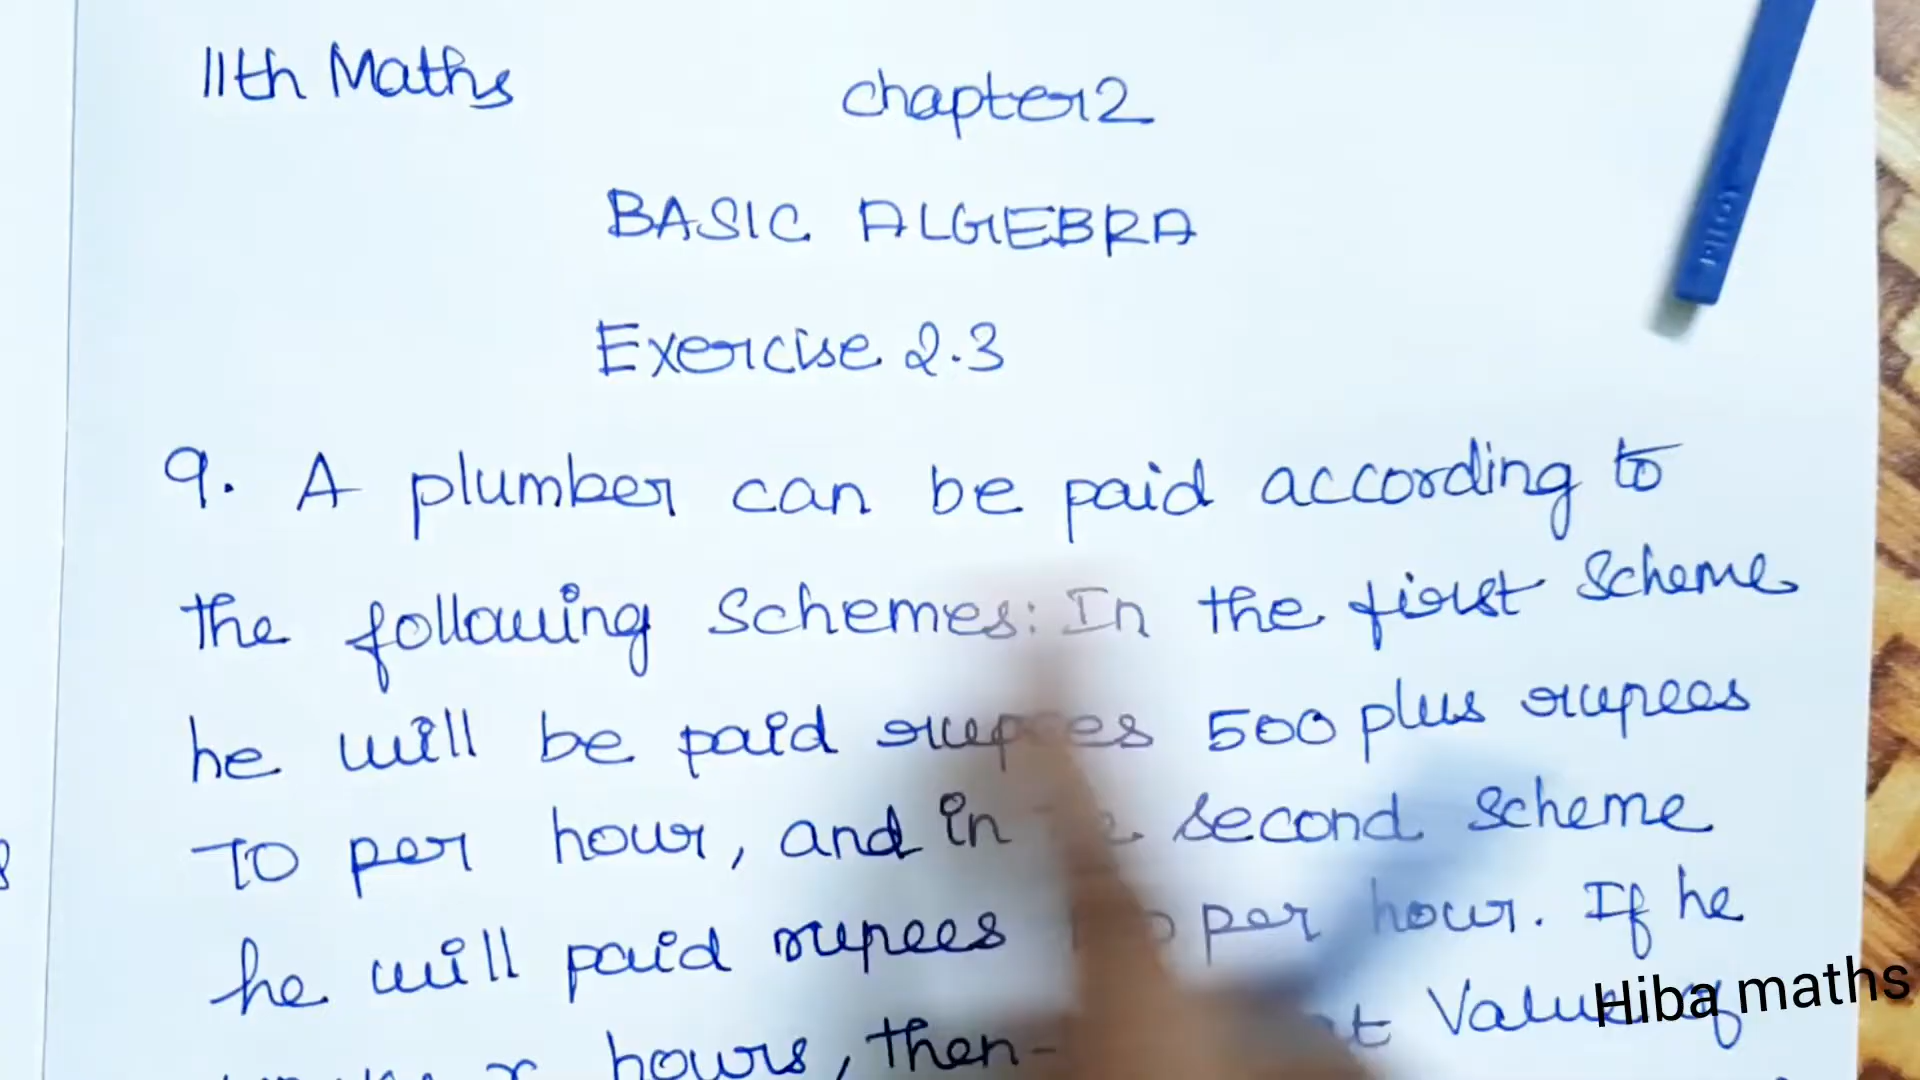 11th Maths
chapter 2
BASIC ALGEBRA
Exercise 2.3
9. A plumber can be paid according to
the following schemes: In the first scheme
he will be paid rupees 500 plus rupees
70 per hour, and in second scheme
he will paid rupees per hour. If he
x hours, then value of
Hiba maths
PILOT